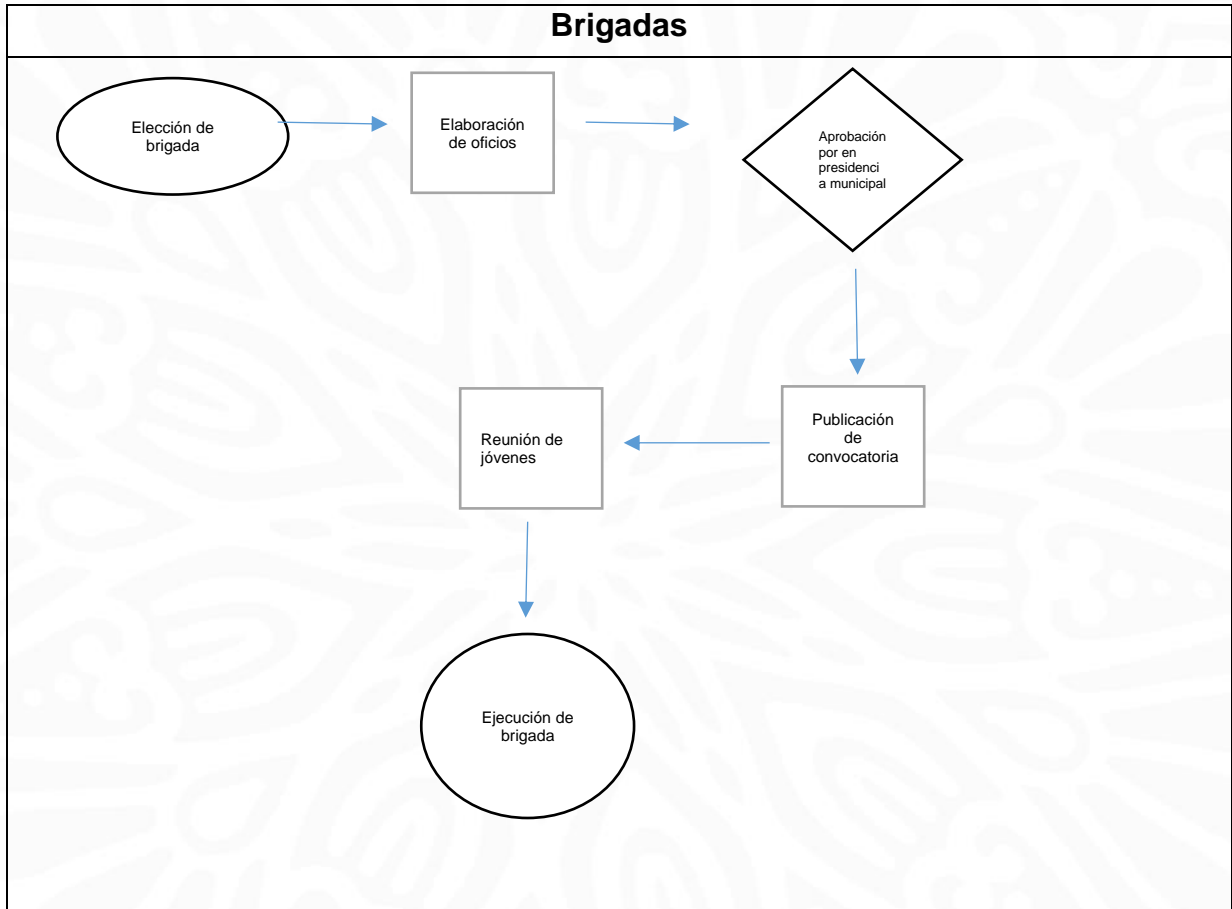 Brigadas
Elección de
brigada
Elaboración
de oficios
Aprobación
por en
presidenci
a municipal
Publicación
de
convocatoria
Reunión de
jóvenes
Ejecución de
brigada